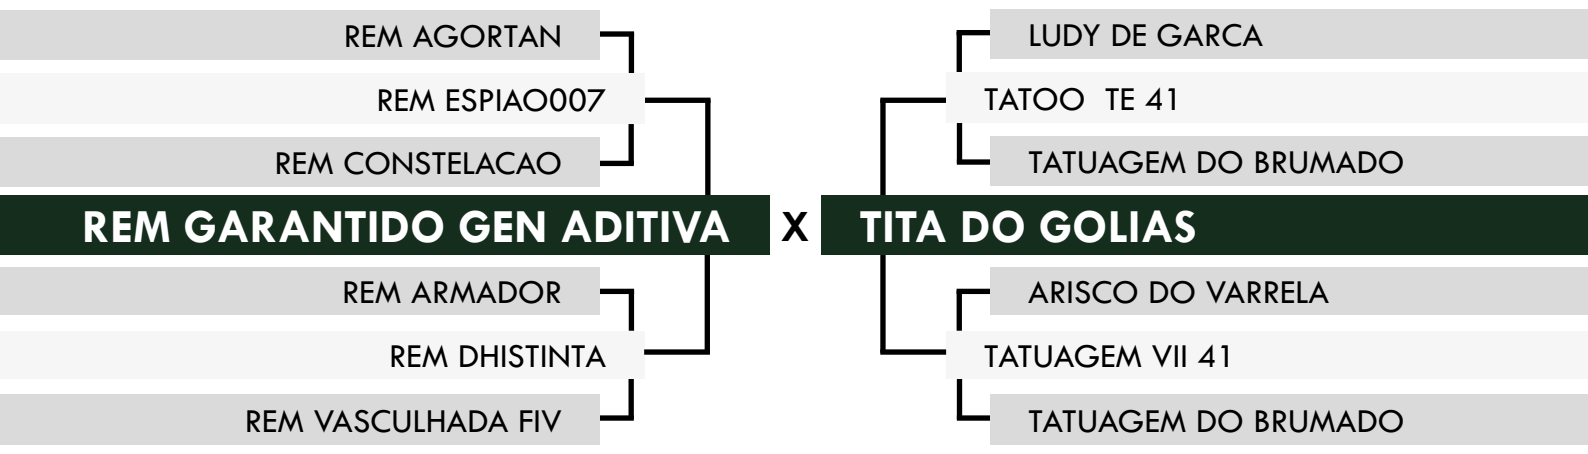 REM AGORTAN
REM ESPIAO007
REM CONSTELACAO
REM GARANTIDO GEN ADITIVA
REM ARMADOR
REM DHISTINTA
REM VASCULHADA FIV
X
LUDY DE GARCA
TATOO TE 41
TATUAGEM DO BRUMADO
TITA DO GOLIAS
ARISCO DO VARRELA
TATUAGEM VII 41
TATUAGEM DO BRUMADO